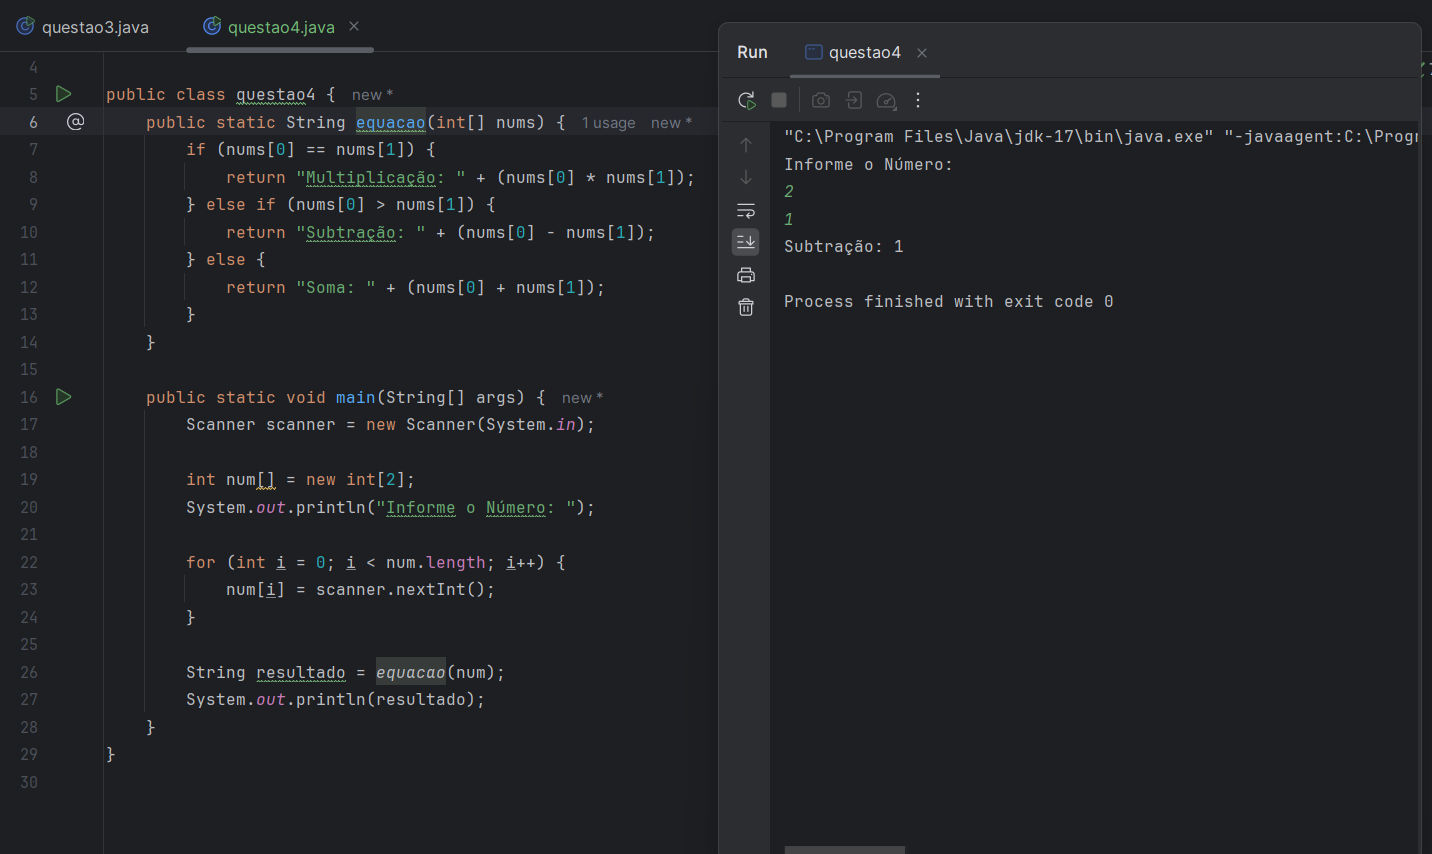 questao3.java
questao4.java
4
5 public class questao4 { new *
6 @ public static String equacao(int[] nums) { 1 usage new *
7 if (nums[0] == nums[1]) {
8 return "Multiplicação: " + (nums[0] * nums[1]);
9 } else if (nums[0] > nums[1]) {
10 return "Subtração: " + (nums[0] - nums[1]);
11 } else {
12 return "Soma: " + (nums[0] + nums[1]);
13 }
14 }
15
16 public static void main(String[] args) { new *
17 Scanner scanner = new Scanner(System.in);
18
19 int num[] = new int[2];
20 System.out.println("Informe o Número: ");
21
22 for (int i = 0; i < num.length; i++) {
23 num[i] = scanner.nextInt();
24 }
25
26 String resultado = equacao(num);
27 System.out.println(resultado);
28 }
29 }
30
Run questao4
"C:\Program Files\Java\jdk-17\bin\java.exe" "-javaagent:C:\Progr
Informe o Número:
2
1
Subtração: 1
Process finished with exit code 0